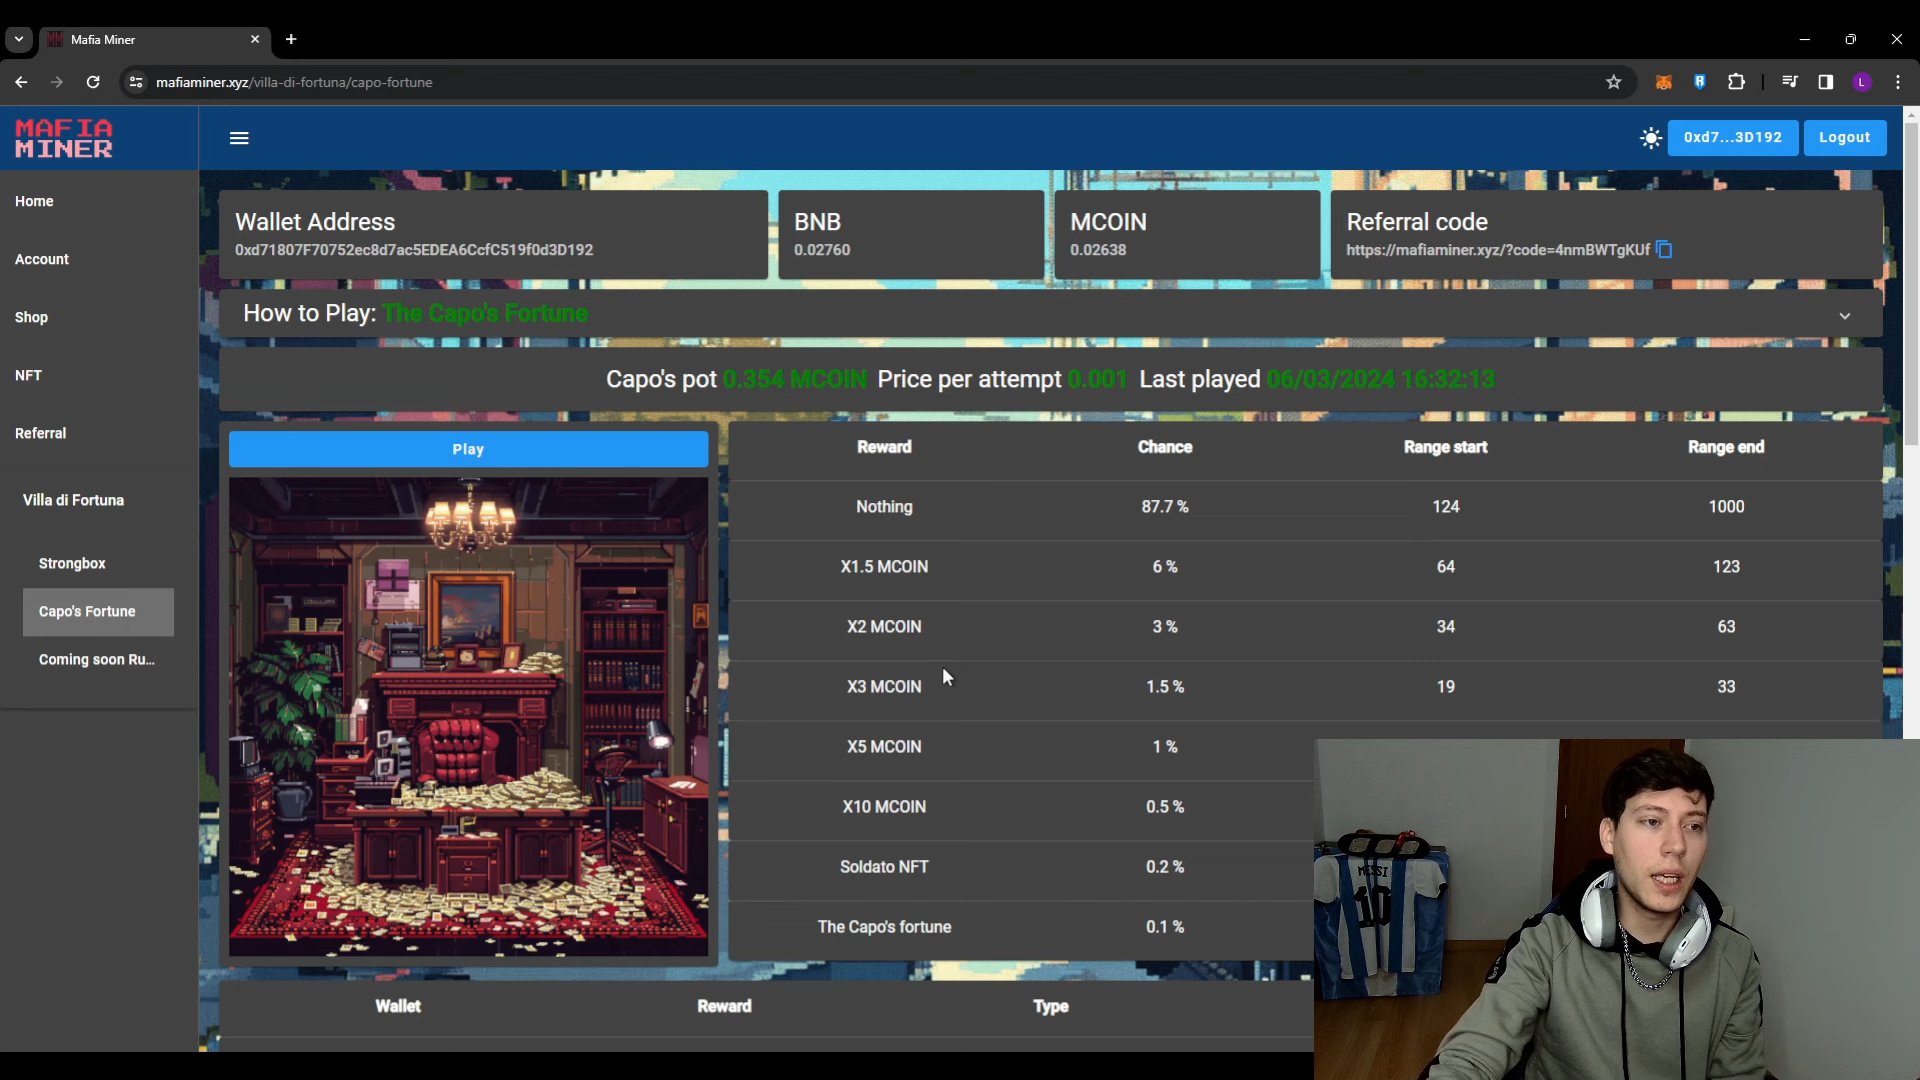 Mafia Miner
mafiaminer.xyz/villa-di-fortuna/capo-fortune
L
MAFIA
MINER
0xd7...3D192
Logout
Home
Account
Shop
NFT
Referral
Villa di Fortuna
Strongbox
Capo's Fortune
Coming soon Ru...
Wallet Address
0xd71807F70752ec8d7ac5EDEA6CcfC519f0d3D192
BNB
0.02760
MCOIN
0.02638
Referral code
https://mafiaminer.xyz/?code=4nmBWTgKUf
How to Play: The Capo's Fortune
Capo's pot 0.354 MCOIN Price per attempt 0.001 Last played 06/03/2024 16:32:13
Play
Reward Chance Range start Range end
Nothing 87.7 % 124 1000
X1.5 MCOIN 6 % 64 123
X2 MCOIN 3 % 34 63
X3 MCOIN 1.5 % 19 33
X5 MCOIN 1 %
X10 MCOIN 0.5 %
Soldato NFT 0.2 %
The Capo's fortune 0.1 %
Wallet Reward Type
MESSI
10